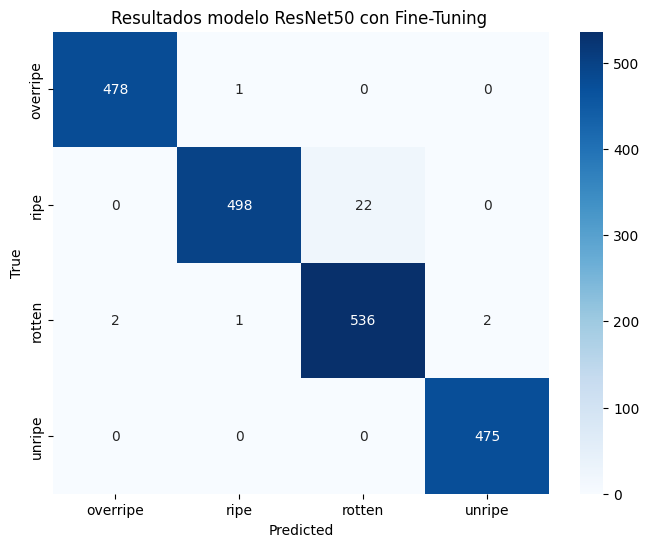 Resultados modelo ResNet50 con Fine-Tuning
overripe 478 1 0 0
ripe 0 498 22 0
rotten 2 1 536 2
unripe 0 0 0 475
overripe ripe rotten unripe
Predicted
True
500
400
300
200
100
0